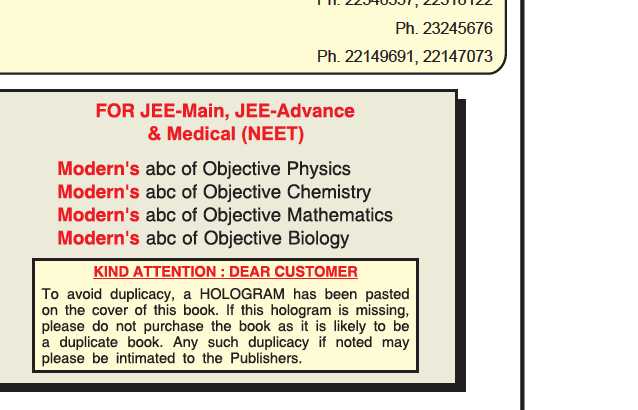 Ph. 23245676
Ph. 22149691, 22147073
FOR JEE-Main, JEE-Advance
& Medical (NEET)
Modern's abc of Objective Physics
Modern's abc of Objective Chemistry
Modern's abc of Objective Mathematics
Modern's abc of Objective Biology
KIND ATTENTION : DEAR CUSTOMER
To avoid duplicacy, a HOLOGRAM has been pasted
on the cover of this book. If this hologram is missing,
please do not purchase the book as it is likely to be
a duplicate book. Any such duplicacy if noted may
please be intimated to the Publishers.